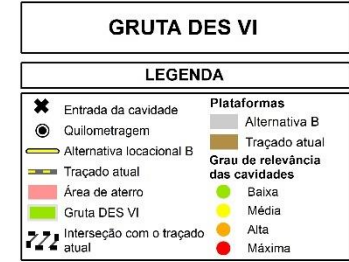 GRUTA DES VI
LEGENDA
Entrada da cavidade
Quilometragem
Alternativa locacional B
Traçado atual
Área de aterro
Gruta DES VI
Interseção com o traçado
atual
Plataformas
Alternativa B
Traçado atual
Grau de relevância
das cavidades
Baixa
Média
Alta
Máxima